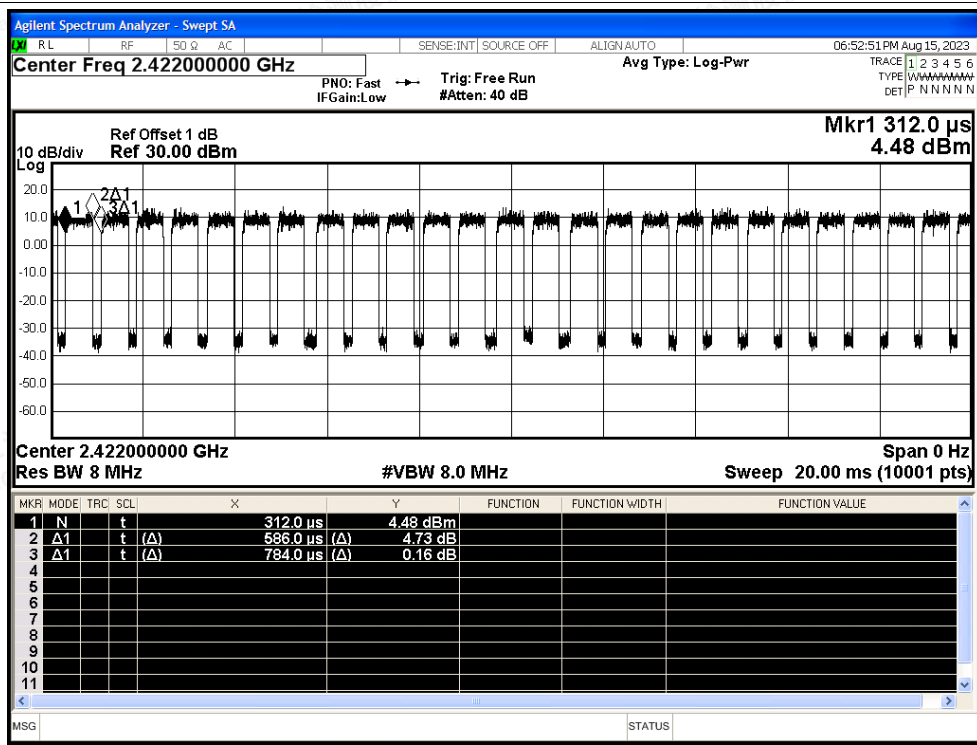 Agilent Spectrum Analyzer - Swept SA
LXI RL RF 50 Ω AC SENSE:INT SOURCE OFF ALIGN AUTO 06:52:51 PM Aug 15, 2023
Center Freq 2.422000000 GHz Avg Type: Log-Pwr TRACE 1 2 3 4 5 6
PNO: Fast Trig: Free Run TYPE WWWWWW
IFGain:Low #Atten: 40 dB DET P N N N N N
Ref Offset 1 dB Mkr1 312.0 µs
10 dB/div Ref 30.00 dBm 4.48 dBm
Log
20.0
1 2Δ1
3Δ1
10.0
0.00
-10.0
-20.0
-30.0
-40.0
-50.0
-60.0
Center 2.422000000 GHz Span 0 Hz
Res BW 8 MHz #VBW 8.0 MHz Sweep 20.00 ms (10001 pts)
MKR MODE TRC SCL X Y FUNCTION FUNCTION WIDTH FUNCTION VALUE
1 N t 312.0 µs 4.48 dBm
2 Δ1 t (Δ) 586.0 µs (Δ) 4.73 dB
3 Δ1 t (Δ) 784.0 µs (Δ) 0.16 dB
4
5
6
7
8
9
10
11
MSG STATUS